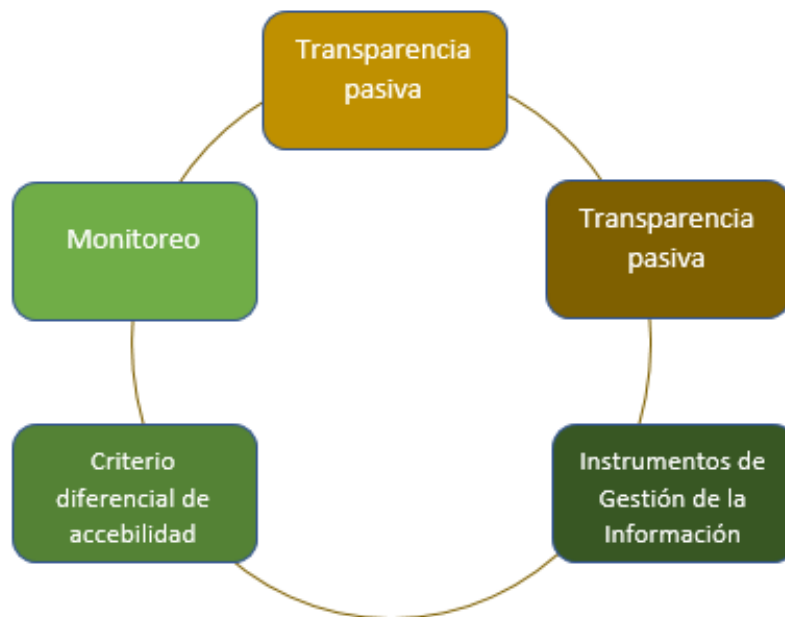 Transparencia
pasiva
Monitoreo
Transparencia
pasiva
Criterio
diferencial de
accebilidad
Instrumentos de
Gestión de la
Información